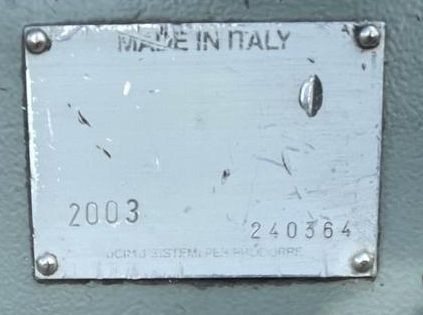 MADE IN ITALY
2003
240364
SISTEMI PER PRODURRE